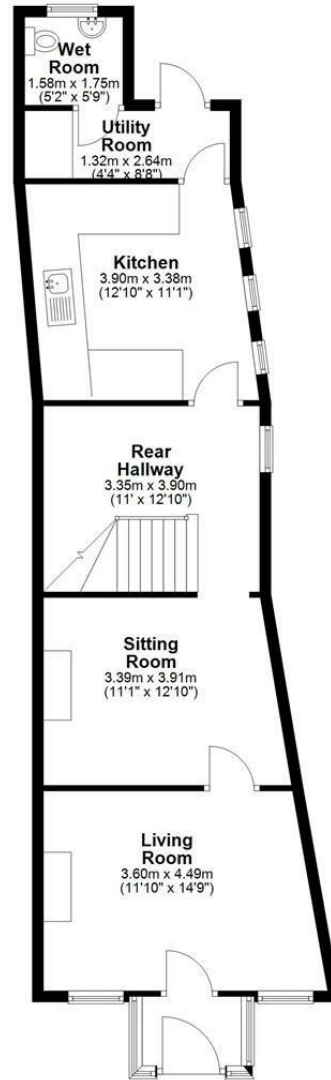 Wet
Room
1.58m x 1.75m
(5'2" x 5'9")
Utility
Room
1.32m x 2.64m
(4'4" x 8'8")
Kitchen
3.90m x 3.38m
(12'10" x 11'1")
Rear
Hallway
3.35m x 3.90m
(11' x 12'10")
Sitting
Room
3.39m x 3.91m
(11'1" x 12'10")
Living
Room
3.60m x 4.49m
(11'10" x 14'9")